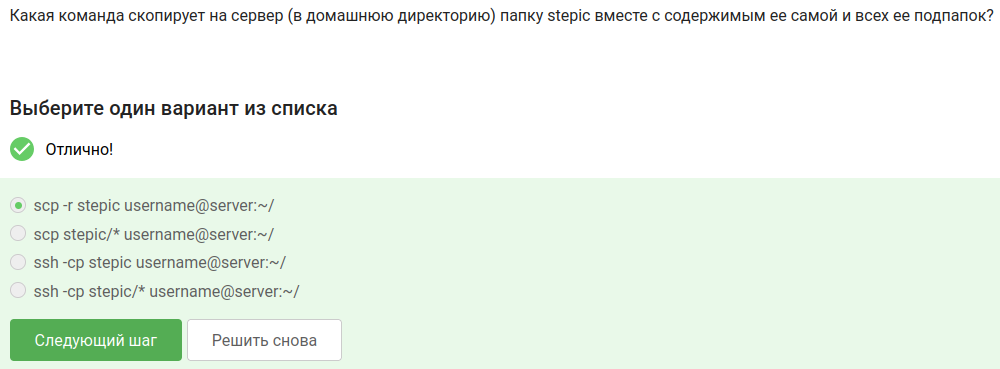 Какая команда скопирует на сервер (в домашнюю директорию) папку stepic вместе с содержимым ее самой и всех ее подпапок?
Выберите один вариант из списка
Отлично!
scp -r stepic username@server:~/
scp stepic/* username@server:~/
ssh -cp stepic username@server:~/
ssh -cp stepic/* username@server:~/
Следующий шаг
Решить снова